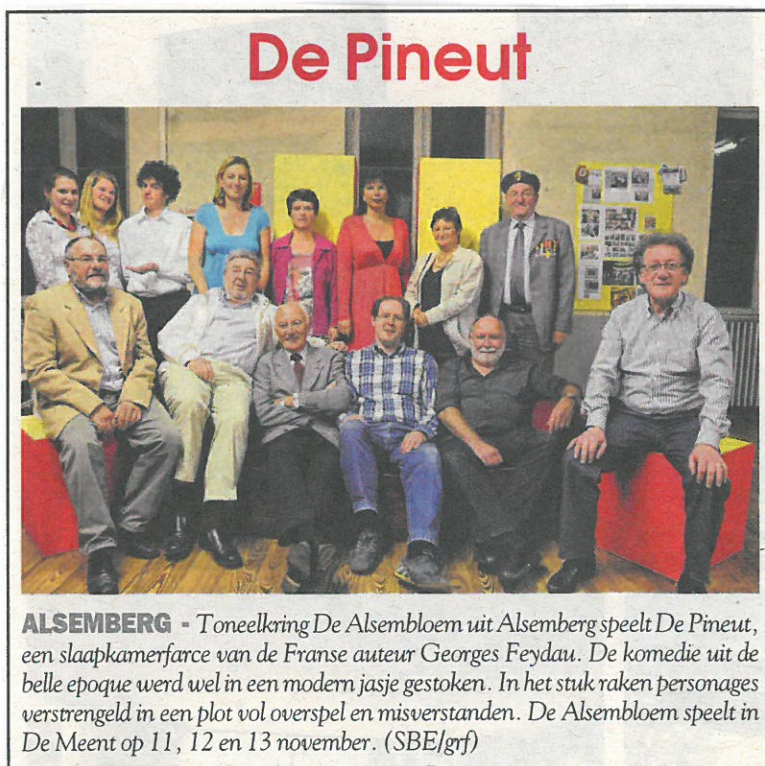 De Pineut
ALSEMBERG - Toneelkring De Alsembloem uit Alsemberg speelt De Pineut,
een slaapkamerfarce van de Franse auteur Georges Feydau. De komedie uit de
belle epoque werd wel in een modern jasje gestoken. In het stuk raken personages
verstrengeld in een plot vol overspel en misverstanden. De Alsembloem speelt in
De Meent op 11, 12 en 13 november. (SBE/grf)